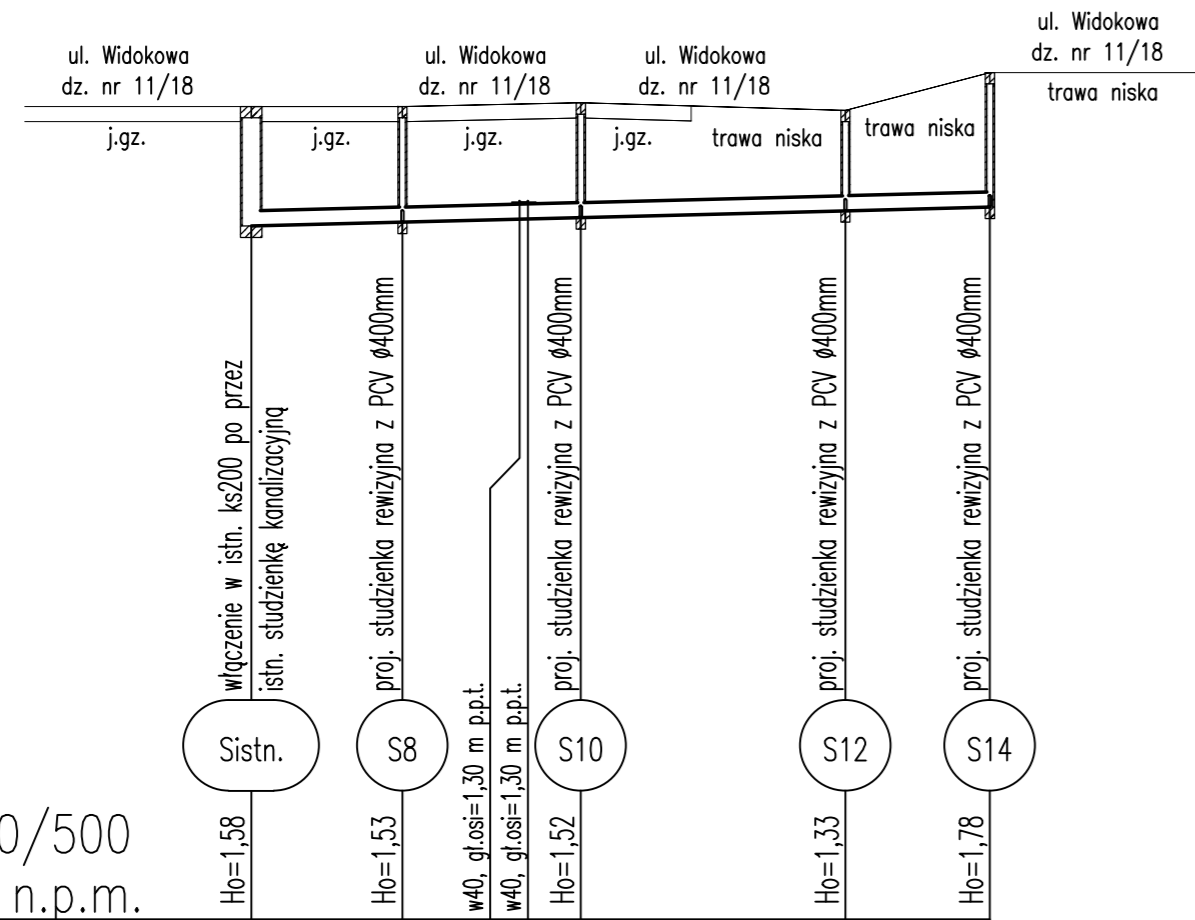 ul. Widokowa
dz. nr 11/18
ul. Widokowa
dz. nr 11/18
ul. Widokowa
dz. nr 11/18
ul. Widokowa
dz. nr 11/18
j.gz.
j.gz.
j.gz.
j.gz.
trawa niska
trawa niska
trawa niska
włączenie w istn. ks200 po przez
istn. studzienkę kanalizacyjną
proj. studzienka rewizyjna z PCV ø400mm
w40, gł.osi=1,30 m p.p.t.
w40, gł.osi=1,30 m p.p.t.
proj. studzienka rewizyjna z PCV ø400mm
proj. studzienka rewizyjna z PCV ø400mm
proj. studzienka rewizyjna z PCV ø400mm
Sistn.
S8
S10
S12
S14
Ho=1,58
Ho=1,53
Ho=1,52
Ho=1,33
Ho=1,78
0/500
n.p.m.